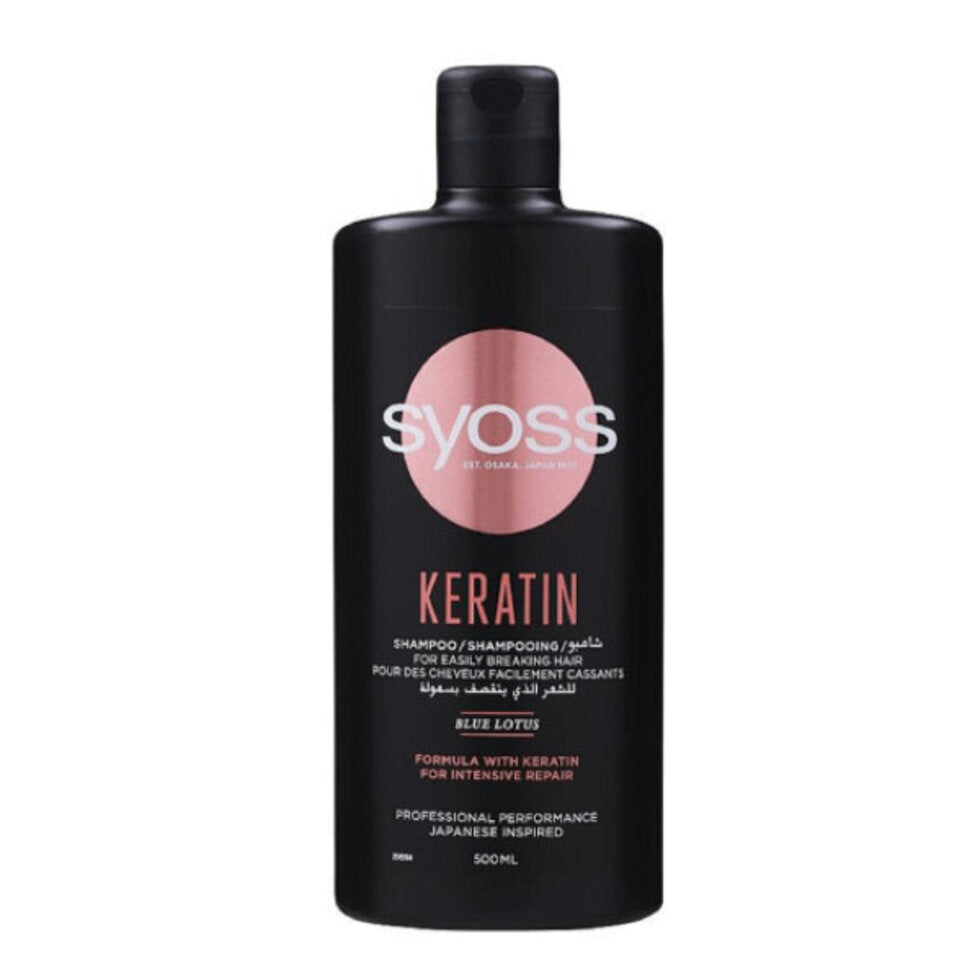 syoss
EST. OSAKA, JAPAN 1977
KERATIN
SHAMPOO/SHAMPOOING/شامبو
FOR EASILY BREAKING HAIR
POUR DES CHEVEUX FACILEMENT CASSANTS
للشعر الذي يتقصف بسهولة
BLUE LOTUS
FORMULA WITH KERATIN
FOR INTENSIVE REPAIR
PROFESSIONAL PERFORMANCE
JAPANESE INSPIRED
500ML